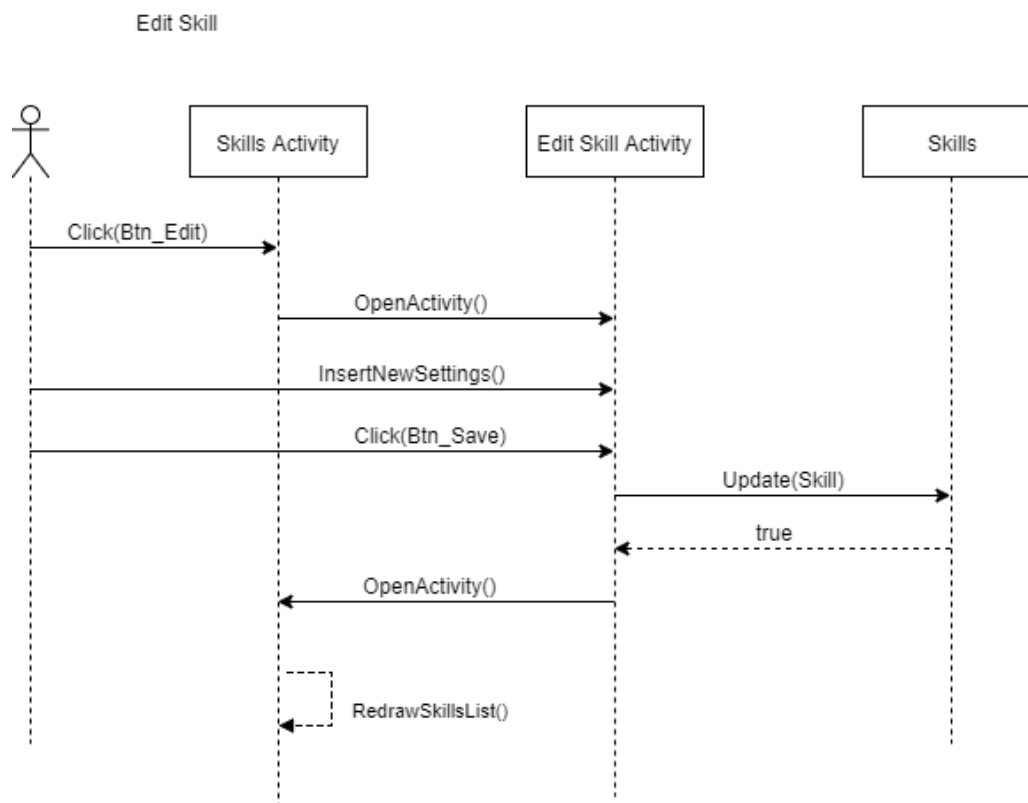 Edit Skill
Skills Activity
Edit Skill Activity
Skills
Click(Btn_Edit)
OpenActivity()
InsertNewSettings()
Click(Btn_Save)
Update(Skill)
true
OpenActivity()
RedrawSkillsList()